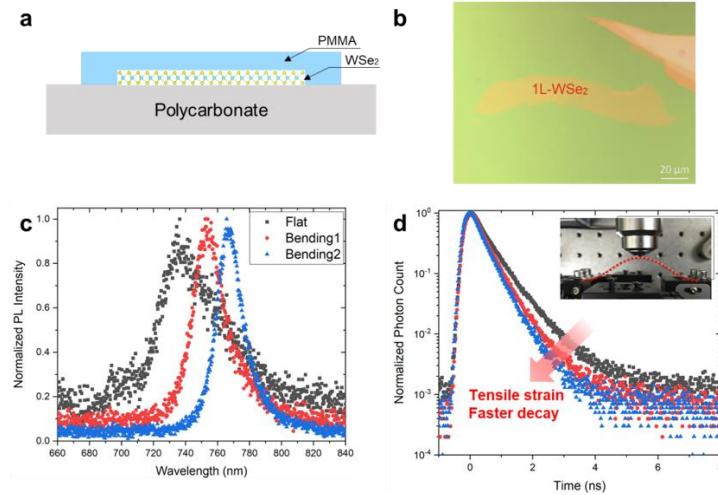 a
PMMA
WSe₂
Polycarbonate
b
1L-WSe₂
20 μm
c
Flat
Bending1
Bending2
Normalized PL Intensity
1.0
0.8
0.6
0.4
0.2
0.0
660 680 700 720 740 760 780 800 820 840
Wavelength (nm)
d
Normalized Photon Count
10⁰
10⁻¹
10⁻²
10⁻³
10⁻⁴
Tensile strain
Faster decay
0 2 4 6
Time (ns)